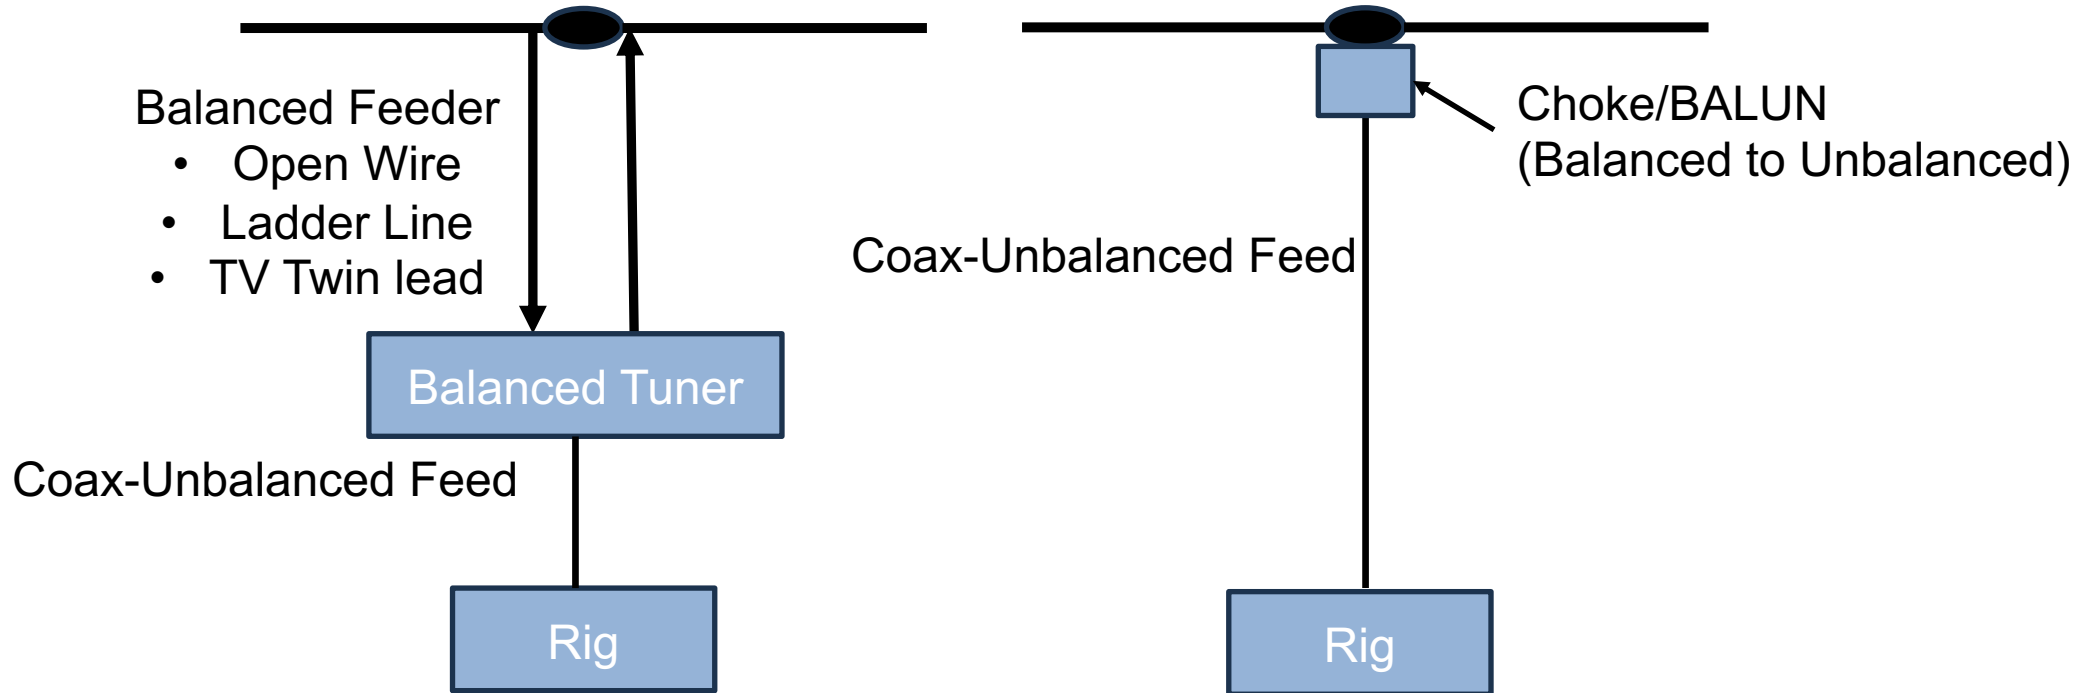 Balanced Feeder
• Open Wire
• Ladder Line
• TV Twin lead
Balanced Tuner
Coax-Unbalanced Feed
Rig
Choke/BALUN
(Balanced to Unbalanced)
Coax-Unbalanced Feed
Rig